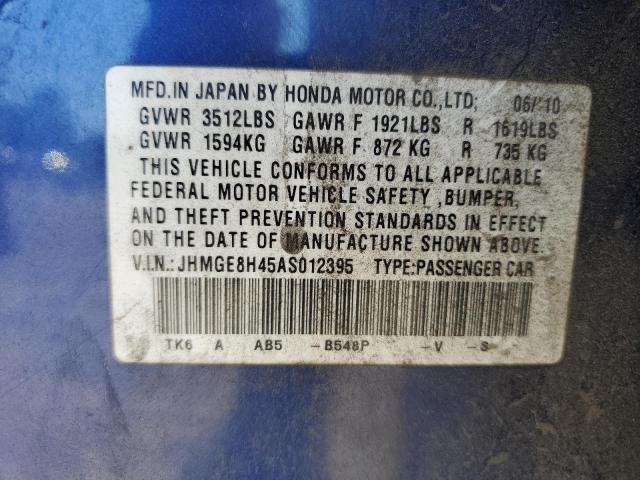 MFD.IN JAPAN BY HONDA MOTOR CO.,LTD; 06/'10
GVWR 3512LBS GAWR F 1921LBS R 1619LBS
GVWR 1594KG GAWR F 872 KG R 735 KG
THIS VEHICLE CONFORMS TO ALL APPLICABLE
FEDERAL MOTOR VEHICLE SAFETY ,BUMPER,
AND THEFT PREVENTION STANDARDS IN EFFECT
ON THE DATE OF MANUFACTURE SHOWN ABOVE.
V.I.N.:JHMGE8H45AS012395 TYPE:PASSENGER CAR
TK6 A AB5 -B548P -V -S